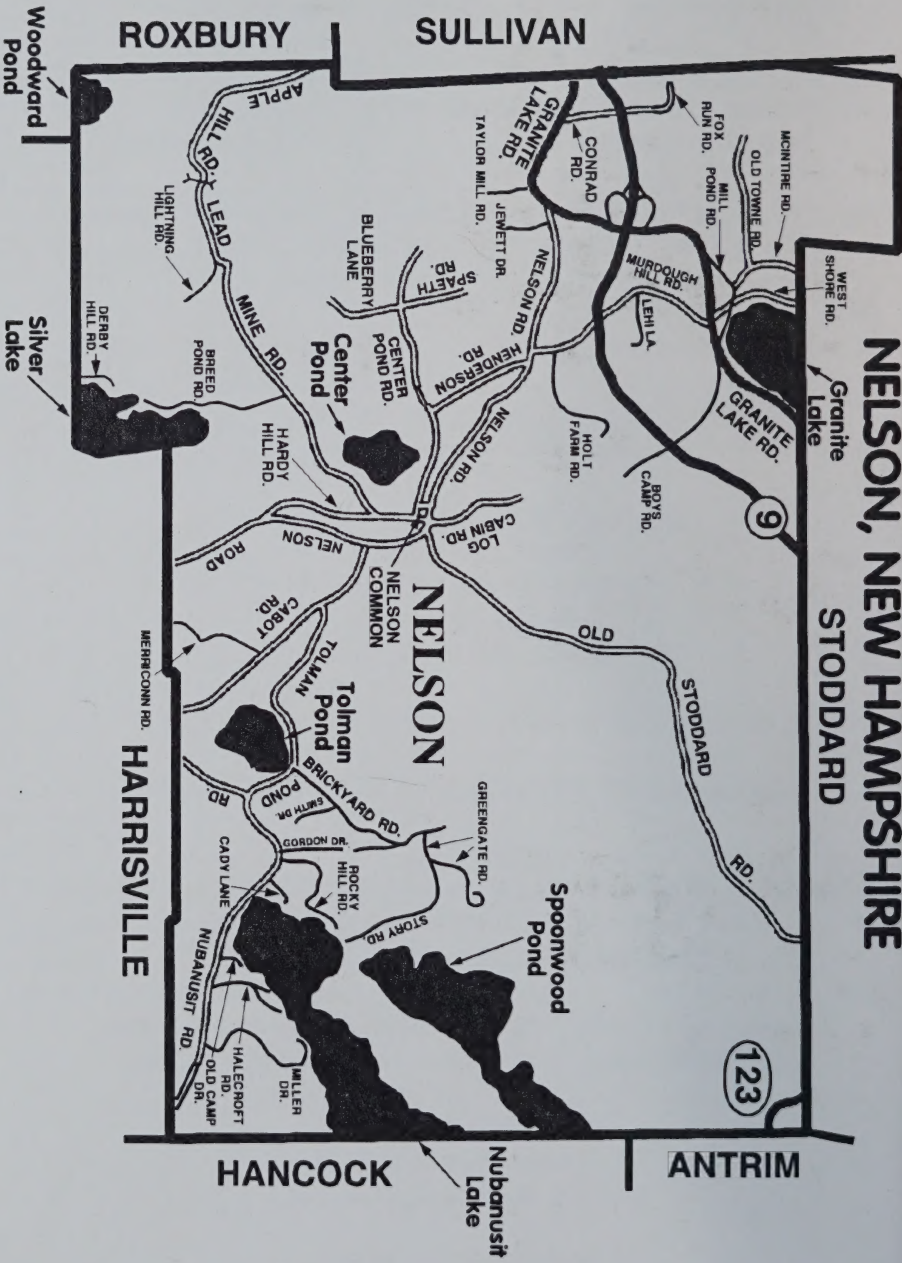 NELSON, NEW HAMPSHIRE
STODDARD
SULLIVAN
ROXBURY
HARRISVILLE
HANCOCK
ANTRIM
NELSON
9
123
Granite
Lake
WEST
SHORE RD.
MCINTIRE RD.
OLD TOWNE RD.
MILL
POND RD.
FOX
RUN RD.
CONRAD
RD.
GRANITE
LAKE RD.
TAYLOR MILL RD.
JEWETT DR.
MURDOUGH
HILL RD.
LEHI LA.
GRANITE
LAKE RD.
BOYS
CAMP RD.
HOLT
FARM RD.
NELSON RD.
HENDERSON
RD.
NELSON RD.
SPAETH
RD.
BLUEBERRY
LANE
CENTER
POND RD.
Center
Pond
APPLE
HILL RD.
LEAD
MINE RD.
LIGHTNING
HILL RD.
BREED
POND RD.
DERBY
HILL RD.
Silver
Lake
Woodward
Pond
HARDY
HILL RD.
LOG
CABIN RD.
NELSON
COMMON
NELSON
ROAD
CABOT
RD.
MERRICONN RD.
OLD
STODDARD
RD.
TOLMAN
POND
RD.
Tolman
Pond
BRICKYARD RD.
SMITH DR.
GORDON DR.
GREENGATE RD.
STORY RD.
ROCKY
HILL RD.
CADY LANE
Spoonwood
Pond
NUBANUSIT RD.
HALECROFT
RD.
OLD CAMP
DR.
MILLER
DR.
Nubanusit
Lake